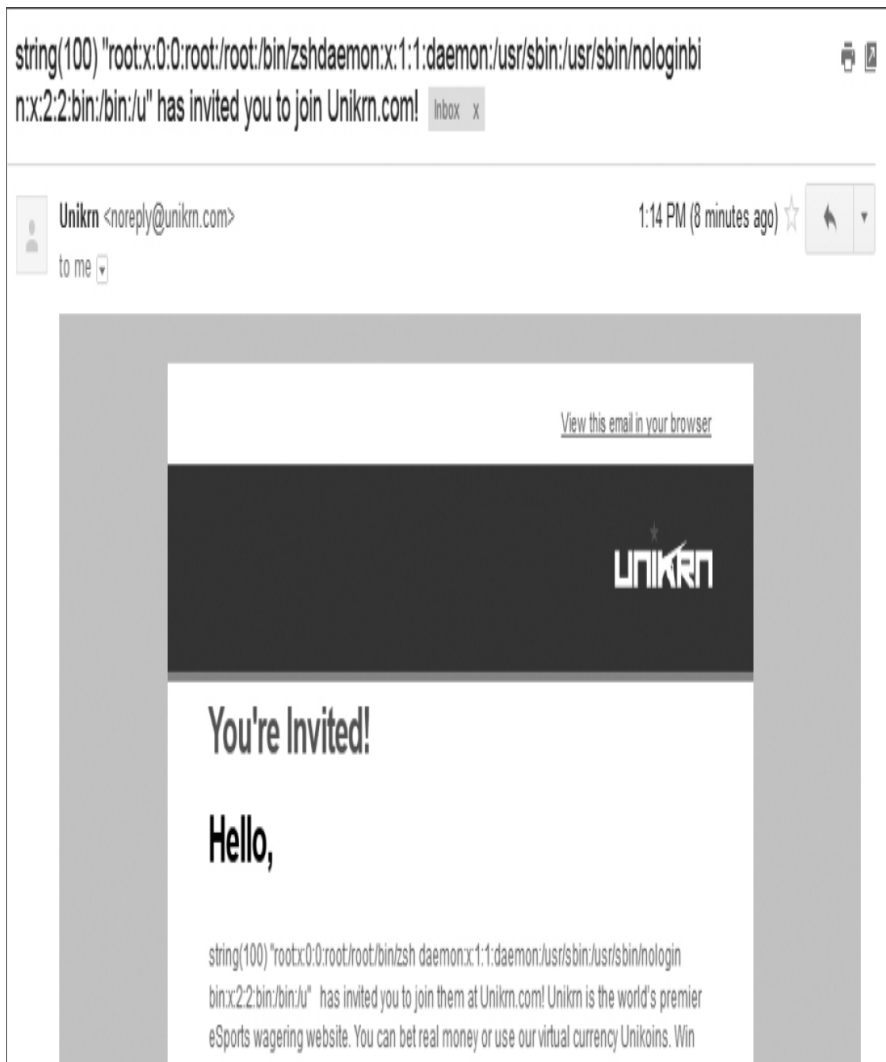 string(100) "root:x:0:0:root:/root:/bin/zshdaemon:x:1:1:daemon:/usr/sbin:/usr/sbin/nologinbi
n:x:2:2:bin:/bin:/u" has invited you to join Unikrn.com! Inbox x
Unikrn <noreply@unikrn.com>
1:14 PM (8 minutes ago)
to me
View this email in your browser
UNIKRN
You're Invited!
Hello,
string(100) "root:x:0:0:root:/root:/bin/zsh daemon:x:1:1:daemon:/usr/sbin:/usr/sbin/nologin
bin:x:2:2:bin:/bin:/u" has invited you to join them at Unikrn.com! Unikrn is the world's premier
eSports wagering website. You can bet real money or use our virtual currency Unikoins. Win